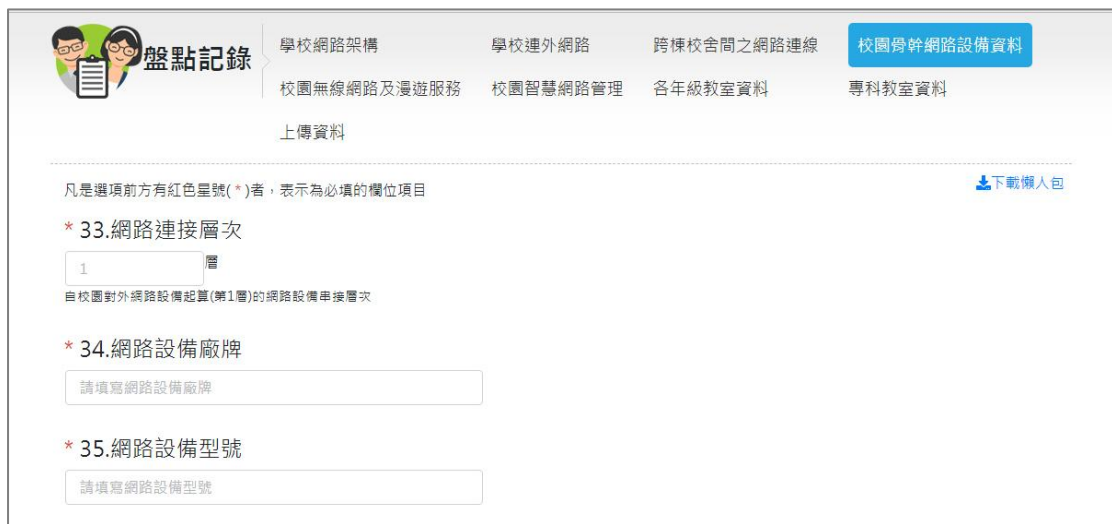 盤點記錄
學校網路架構 學校連外網路 跨棟校舍間之網路連線 校園骨幹網路設備資料
校園無線網路及漫遊服務 校園智慧網路管理 各年級教室資料 專科教室資料
上傳資料
凡是選項前方有紅色星號(*)者，表示為必填的欄位項目 下載懶人包
* 33.網路連接層次
1 層
自校園對外網路設備起算(第1層)的網路設備串接層次
* 34.網路設備廠牌
請填寫網路設備廠牌
* 35.網路設備型號
請填寫網路設備型號